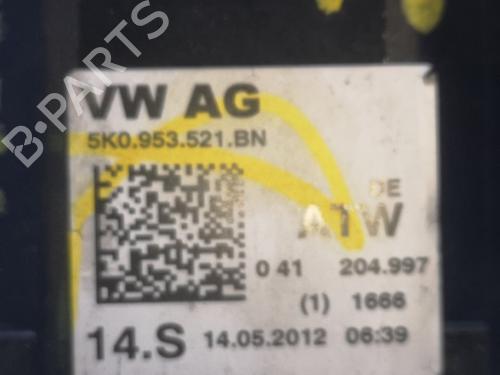 VW AG
5K0.953.521.BN
DE
ATW
0 41 204.997
(1) 1666
14.S 14.05.2012 06:39
B-PARTS